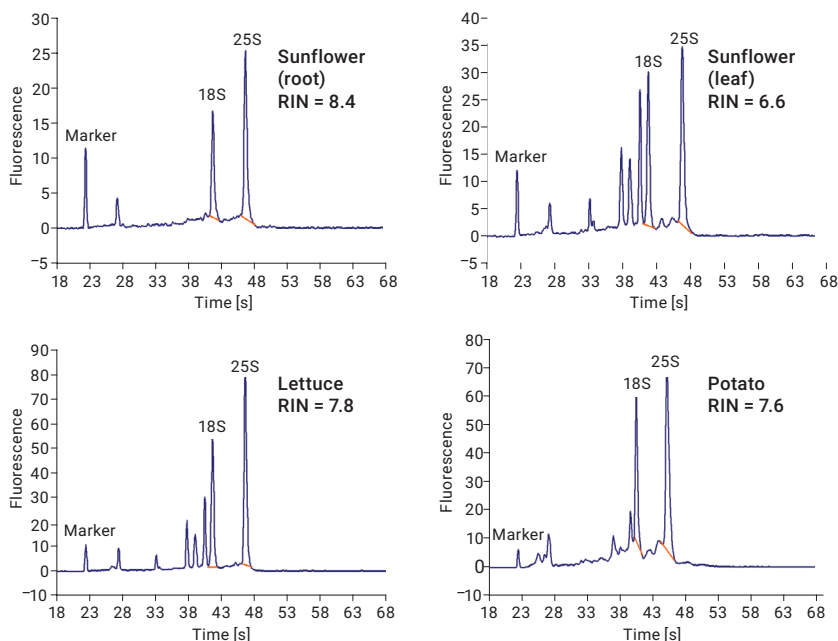 30
25
20
15
10
5
0
−5
Fluorescence
Marker
18S
25S
Sunflower
(root)
RIN = 8.4
18 23 28 33 38 43 48 53 58 63 68
Time [s]
40
35
30
25
20
15
10
5
0
−5
Fluorescence
Marker
18S
25S
Sunflower
(leaf)
RIN = 6.6
18 23 28 33 38 43 48 53 58 63 68
Time [s]
90
80
70
60
50
40
30
20
10
0
−10
Fluorescence
Marker
18S
25S
Lettuce
RIN = 7.8
18 23 28 33 38 43 48 53 58 63 68
Time [s]
80
70
60
50
40
30
20
10
0
−10
Fluorescence
Marker
18S
25S
Potato
RIN = 7.6
18 23 28 33 38 43 48 53 58 63 69
Time [s]